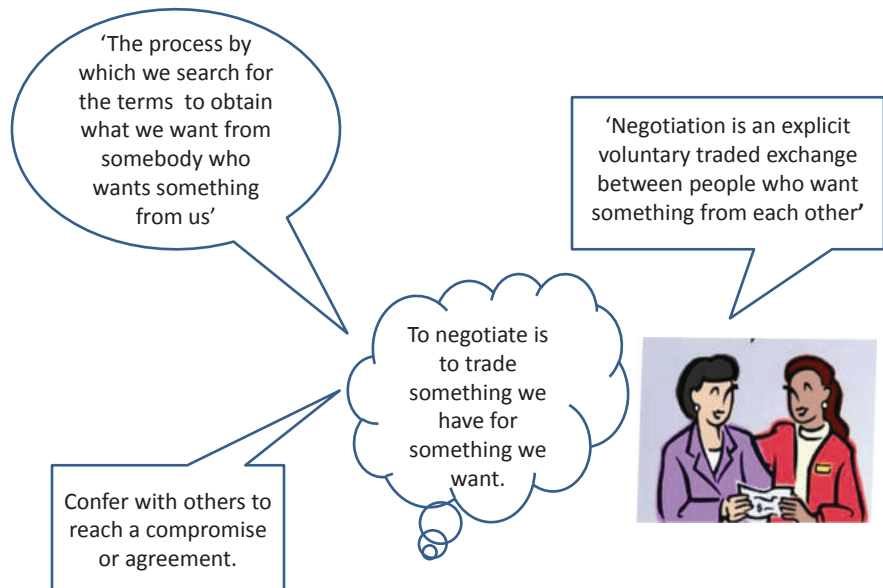 ‘The process by
which we search for
the terms to obtain
what we want from
somebody who
wants something
from us’
‘Negotiation is an explicit
voluntary traded exchange
between people who want
something from each other’
To negotiate is
to trade
something we
have for
something we
want.
Confer with others to
reach a compromise
or agreement.